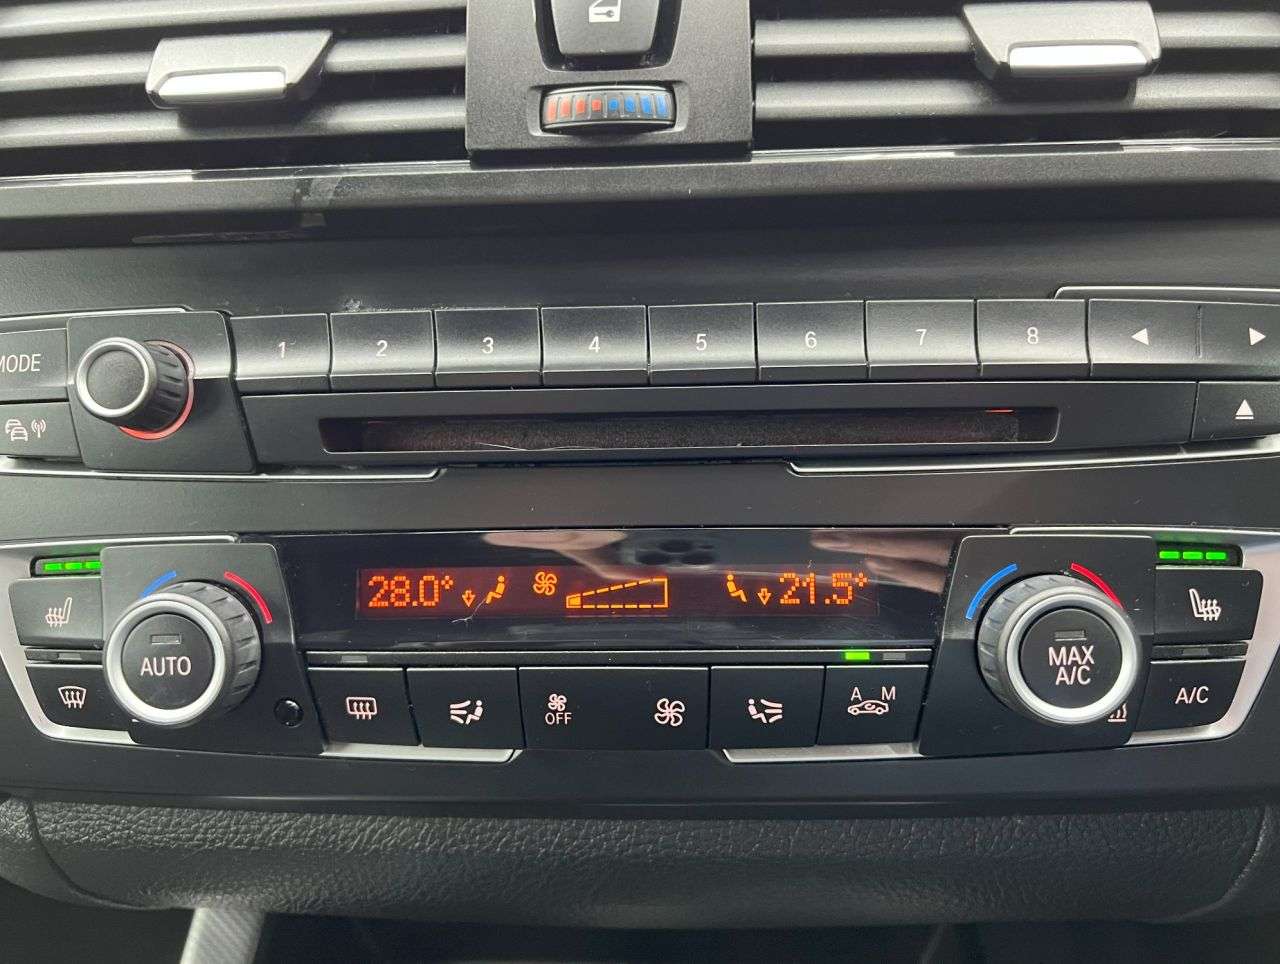 MODE
1 2 3 4 5 6 7 8
28.0° 21.5°
AUTO
MAX
A/C
A/C
OFF
A M